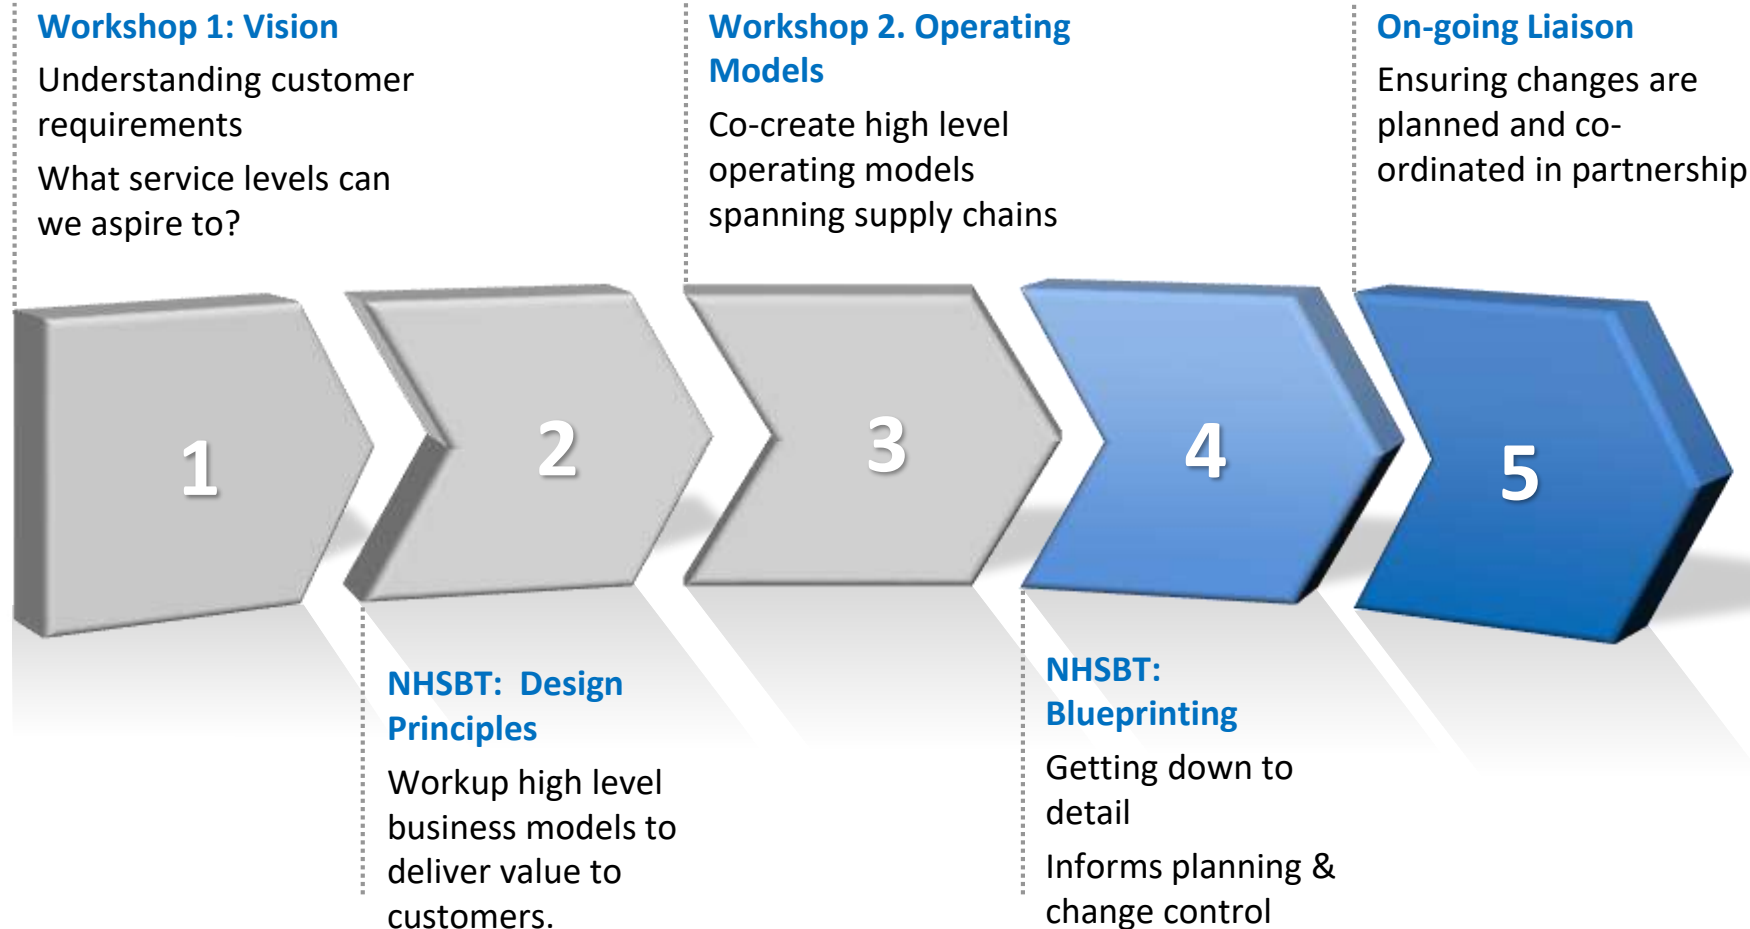 Workshop 1: Vision
Understanding customer
requirements
What service levels can
we aspire to?
Workshop 2. Operating
Models
Co-create high level
operating models
spanning supply chains
On-going Liaison
Ensuring changes are
planned and co-
ordinated in partnership
1
2
3
4
5
NHSBT:  Design
Principles
Workup high level
business models to
deliver value to
customers.
NHSBT:
Blueprinting
Getting down to
detail
Informs planning &
change control